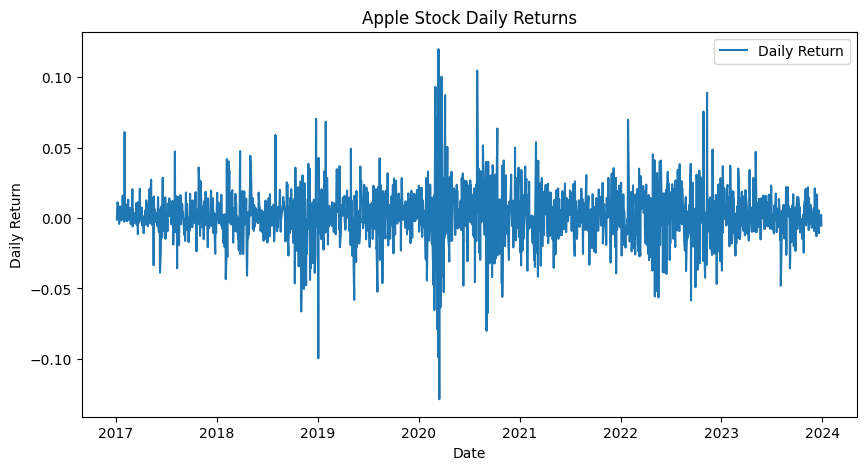 Apple Stock Daily Returns
Daily Return
0.10
0.05
0.00
−0.05
−0.10
Daily Return
2017 2018 2019 2020 2021 2022 2023 2024
Date